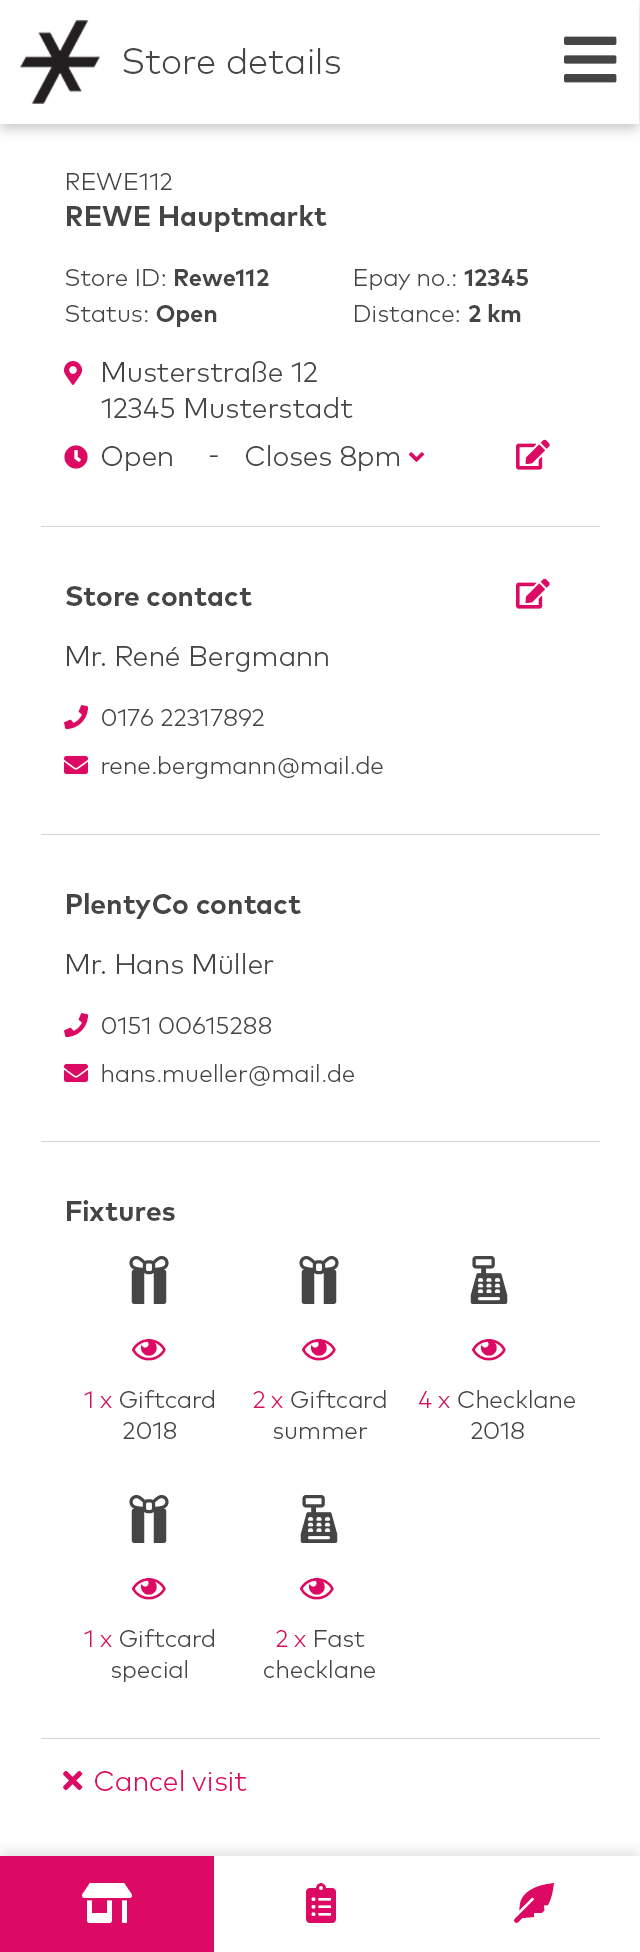 Store details
REWE112
REWE Hauptmarkt
Store ID: Rewe112 Epay no.: 12345
Status: Open Distance: 2 km
Musterstraße 12
12345 Musterstadt
Open - Closes 8pm
Store contact
Mr. René Bergmann
0176 22317892
rene.bergmann@mail.de
PlentyCo contact
Mr. Hans Müller
0151 00615288
hans.mueller@mail.de
Fixtures
1 x Giftcard 2 x Giftcard 4 x Checklane
2018 summer 2018
1 x Giftcard 2 x Fast
special checklane
Cancel visit